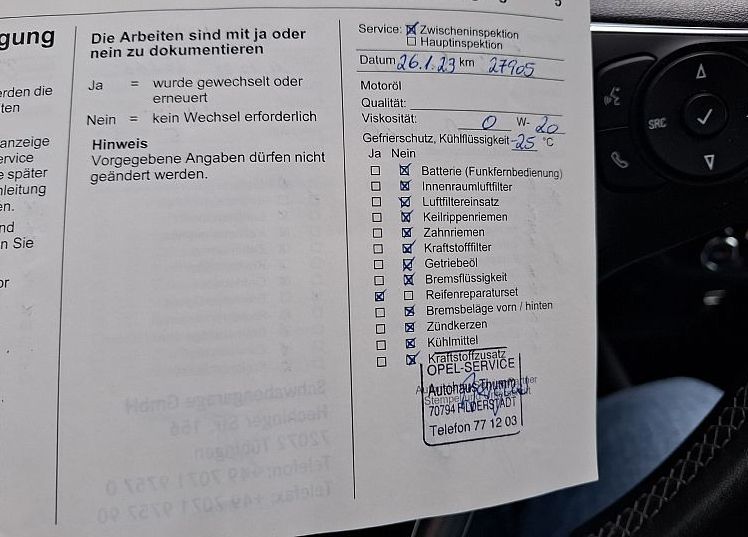 5
gung
erden die
ten
anzeige
ervice
e später
nleitung
en.
nd
n Sie
or
Die Arbeiten sind mit ja oder
nein zu dokumentieren
Ja = wurde gewechselt oder
erneuert
Nein = kein Wechsel erforderlich
Hinweis
Vorgegebene Angaben dürfen nicht
geändert werden.
Service: Zwischeninspektion
Hauptinspektion
Datum 26.1.23 km 27905
Motoröl
Qualität:
Viskosität: 0 W- 20
Gefrierschutz, Kühlflüssigkeit -25 °C
Ja Nein
Batterie (Funkfernbedienung)
Innenraumluftfilter
Luftfiltereinsatz
Keilrippenriemen
Zahnriemen
Kraftstofffilter
Getriebeöl
Bremsflüssigkeit
Reifenreparaturset
Bremsbeläge vorn / hinten
Zündkerzen
Kühlmittel
Kraftstoffzusatz
OPEL-SERVICE
Autohaus Thumm
70794 FILDERSTADT
Telefon 77 12 03
SRC